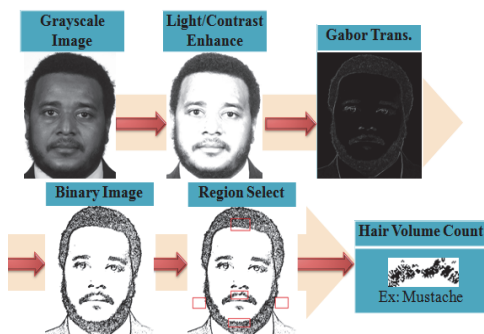 Grayscale
Image
Light/Contrast
Enhance
Gabor Trans.
Binary Image
Region Select
Hair Volume Count
Ex: Mustache